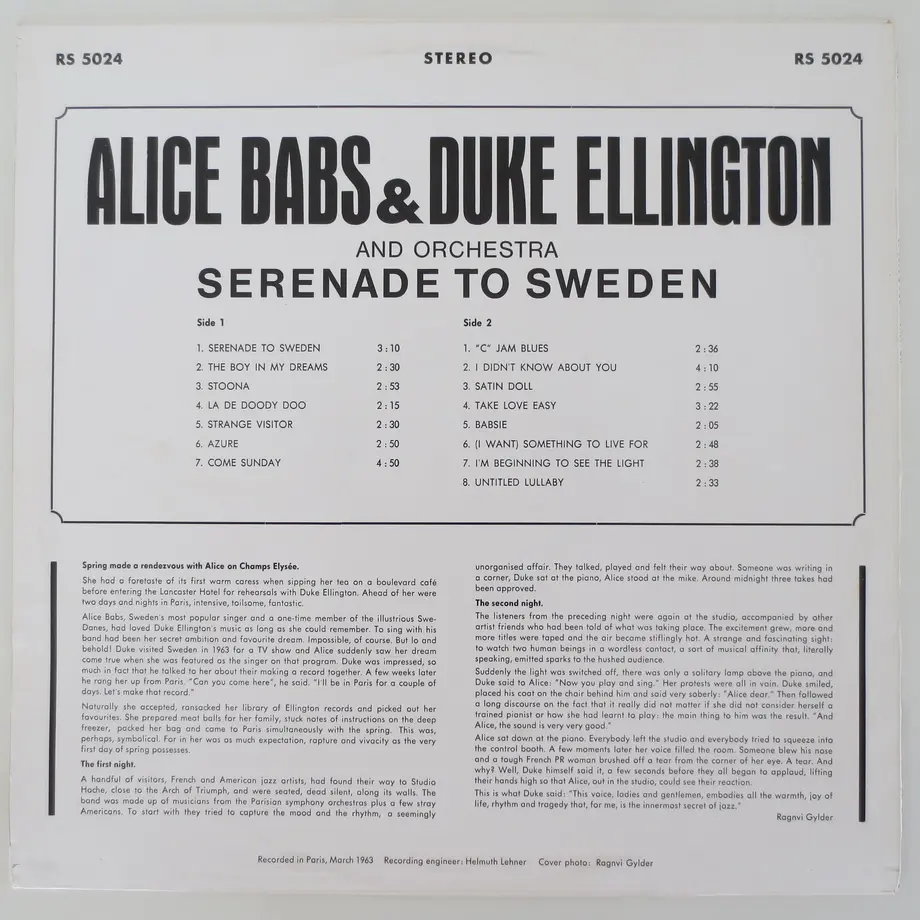 RS 5024 STEREO RS 5024
ALICE BABS & DUKE ELLINGTON
AND ORCHESTRA
SERENADE TO SWEDEN
Side 1
1. SERENADE TO SWEDEN 3:10
2. THE BOY IN MY DREAMS 2:30
3. STOONA 2:53
4. LA DE DOODY DOO 2:15
5. STRANGE VISITOR 2:30
6. AZURE 2:50
7. COME SUNDAY 4:50
Side 2
1. "C" JAM BLUES 2:36
2. I DIDN'T KNOW ABOUT YOU 4:10
3. SATIN DOLL 2:55
4. TAKE LOVE EASY 3:22
5. BABSIE 2:05
6. (I WANT) SOMETHING TO LIVE FOR 2:48
7. I'M BEGINNING TO SEE THE LIGHT 2:38
8. UNTITLED LULLABY 2:33
Spring made a rendezvous with Alice on Champs Elysée.
She had a foretaste of its first warm caress when sipping her tea on a boulevard café
before entering the Lancaster Hotel for rehearsals with Duke Ellington. Ahead of her were
two days and nights in Paris, intensive, toilsome, fantastic.
Alice Babs, Sweden's most popular singer and a one-time member of the illustrious Swe-
Danes, had loved Duke Ellington's music as long as she could remember. To sing with his
band had been her secret ambition and favourite dream. Impossible, of course. But lo and
behold! Duke visited Sweden in 1963 for a TV show and Alice suddenly saw her dream
come true when she was featured as the singer on that program. Duke was impressed, so
much in fact that he talked to her about their making a record together. A few weeks later
he rang her up from Paris. "Can you come here", he said. "I'll be in Paris for a couple of
days. Let's make that record."
Naturally she accepted, ransacked her library of Ellington records and picked out her
favourites. She prepared meat balls for her family, stuck notes of instructions on the deep
freezer, packed her bag and came to Paris simultaneously with the spring. This was,
perhaps, symbolical. For in her was as much expectation, rapture and vivacity as the very
first day of spring possesses.
The first night.
A handful of visitors, French and American jazz artists, had found their way to Studio
Hoche, close to the Arch of Triumph, and were seated, dead silent, along its walls. The
band was made up of musicians from the Parisian symphony orchestras plus a few stray
Americans. To start with they tried to capture the mood and the rhythm, a seemingly
unorganised affair. They talked, played and felt their way about. Someone was writing in
a corner, Duke sat at the piano, Alice stood at the mike. Around midnight three takes had
been approved.
The second night.
The listeners from the preceding night were again at the studio, accompanied by other
artist friends who had been told of what was taking place. The excitement grew, more and
more titles were taped and the air became stiflingly hot. A strange and fascinating sight:
to watch two human beings in a wordless contact, a sort of musical affinity that, literally
speaking, emitted sparks to the hushed audience.
Suddenly the light was switched off, there was only a solitary lamp above the piano, and
Duke said to Alice: "Now you play and sing." Her protests were all in vain. Duke smiled,
placed his coat on the chair behind him and said very soberly: "Alice dear." Then followed
a long discourse on the fact that it really did not matter if she did not consider herself a
trained pianist or how she had learnt to play: the main thing to him was the result. "And
Alice, the sound is very very good."
Alice sat down at the piano. Everybody left the studio and everybody tried to squeeze into
the control booth. A few moments later her voice filled the room. Someone blew his nose
and a tough French PR woman brushed off a tear from the corner of her eye. A tear. And
why? Well, Duke himself said it, a few seconds before they all began to applaud, lifting
their hands high so that Alice, out in the studio, could see their reaction.
This is what Duke said: "This voice, ladies and gentlemen, embodies all the warmth, joy of
life, rhythm and tragedy that, for me, is the innermost secret of jazz."
Ragnvi Gylder
Recorded in Paris, March 1963 Recording engineer: Helmuth Lehner Cover photo: Ragnvi Gylder